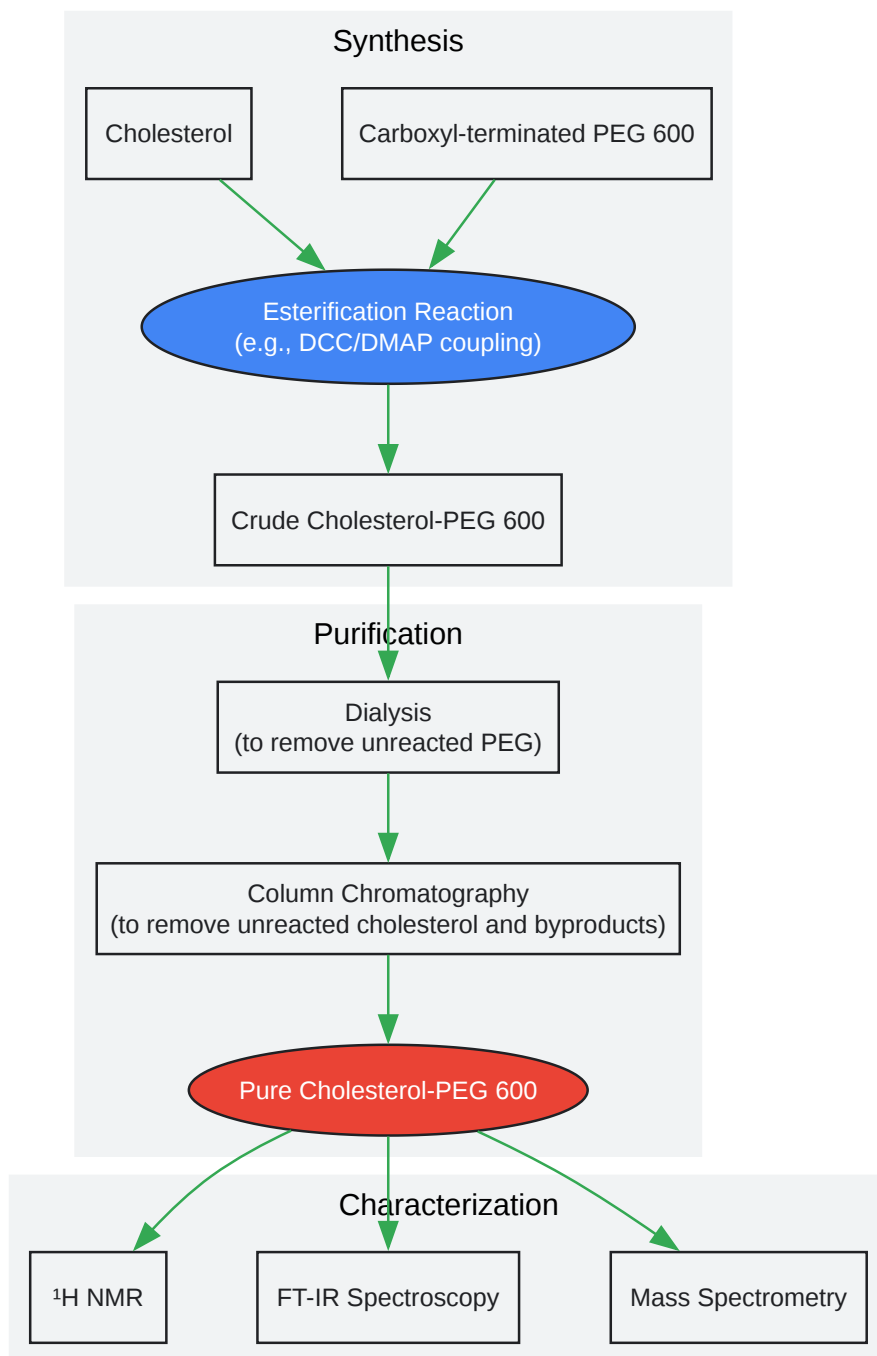 Synthesis
Cholesterol
Carboxyl-terminated PEG 600
Esterification Reaction
(e.g., DCC/DMAP coupling)
Crude Cholesterol-PEG 600
Purification
Dialysis
(to remove unreacted PEG)
Column Chromatography
(to remove unreacted cholesterol and byproducts)
Pure Cholesterol-PEG 600
Characterization
¹H NMR
FT-IR Spectroscopy
Mass Spectrometry